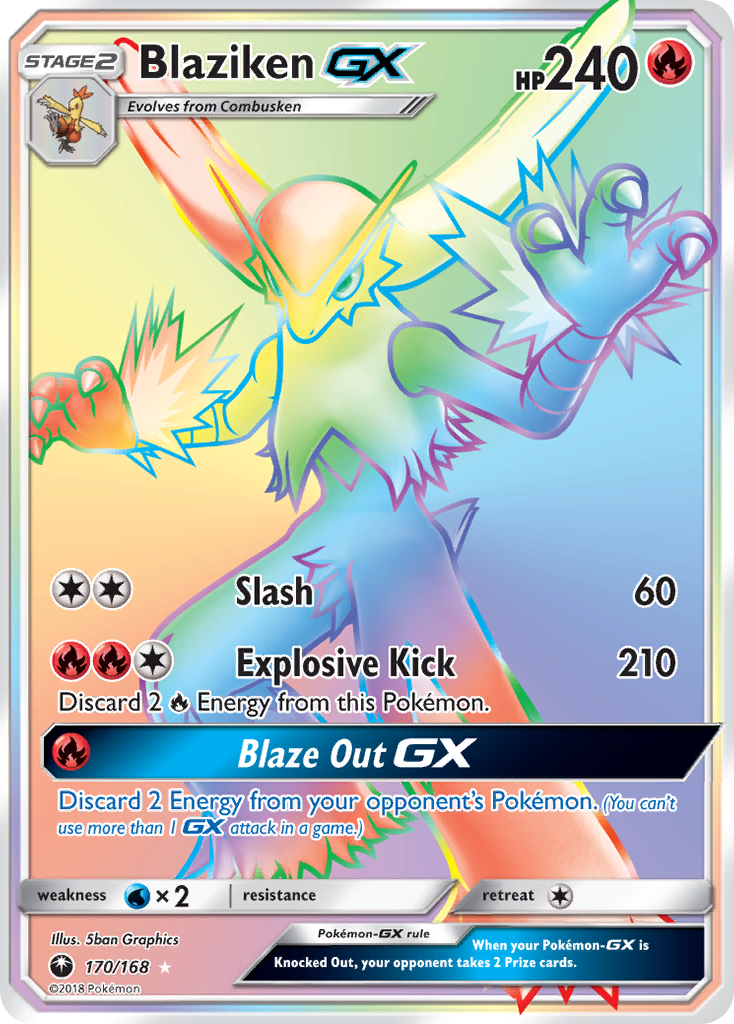 STAGE2 Blaziken GX HP240
Evolves from Combusken
Slash 60
Explosive Kick 210
Discard 2 Energy from this Pokémon.
Blaze Out GX
Discard 2 Energy from your opponent's Pokémon. (You can't
use more than 1 GX attack in a game.)
weakness ×2 resistance retreat
Illus. 5ban Graphics
170/168
©2018 Pokémon
Pokémon-GX rule
When your Pokémon-GX is
Knocked Out, your opponent takes 2 Prize cards.